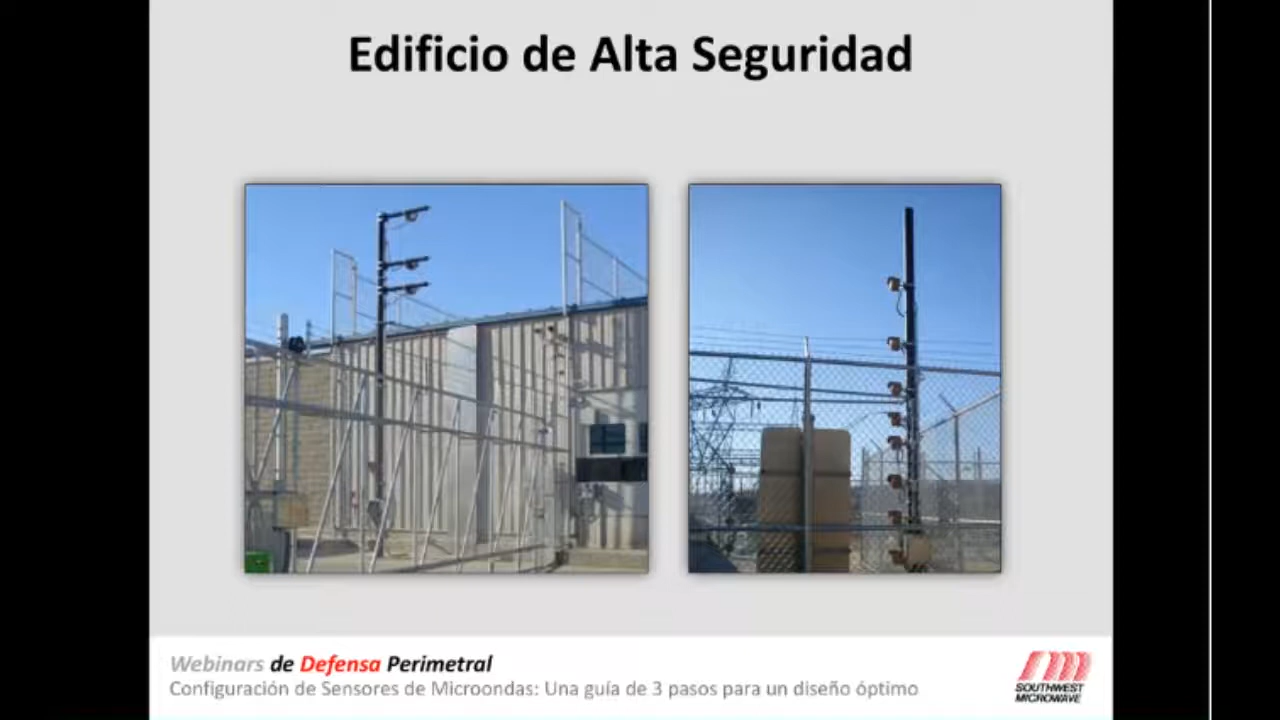 Edificio de Alta Seguridad
Webinars de Defensa Perimetral
Configuración de Sensores de Microondas: Una guía de 3 pasos para un diseño óptimo
SOUTHWEST
MICROWAVE